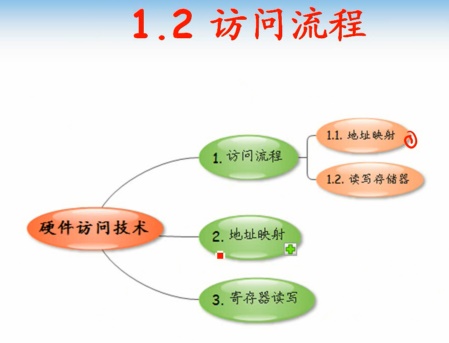 1.2 访问流程
1. 访问流程
1.1. 地址映射
1.2. 读写存储器
硬件访问技术
2. 地址映射
3. 寄存器读写